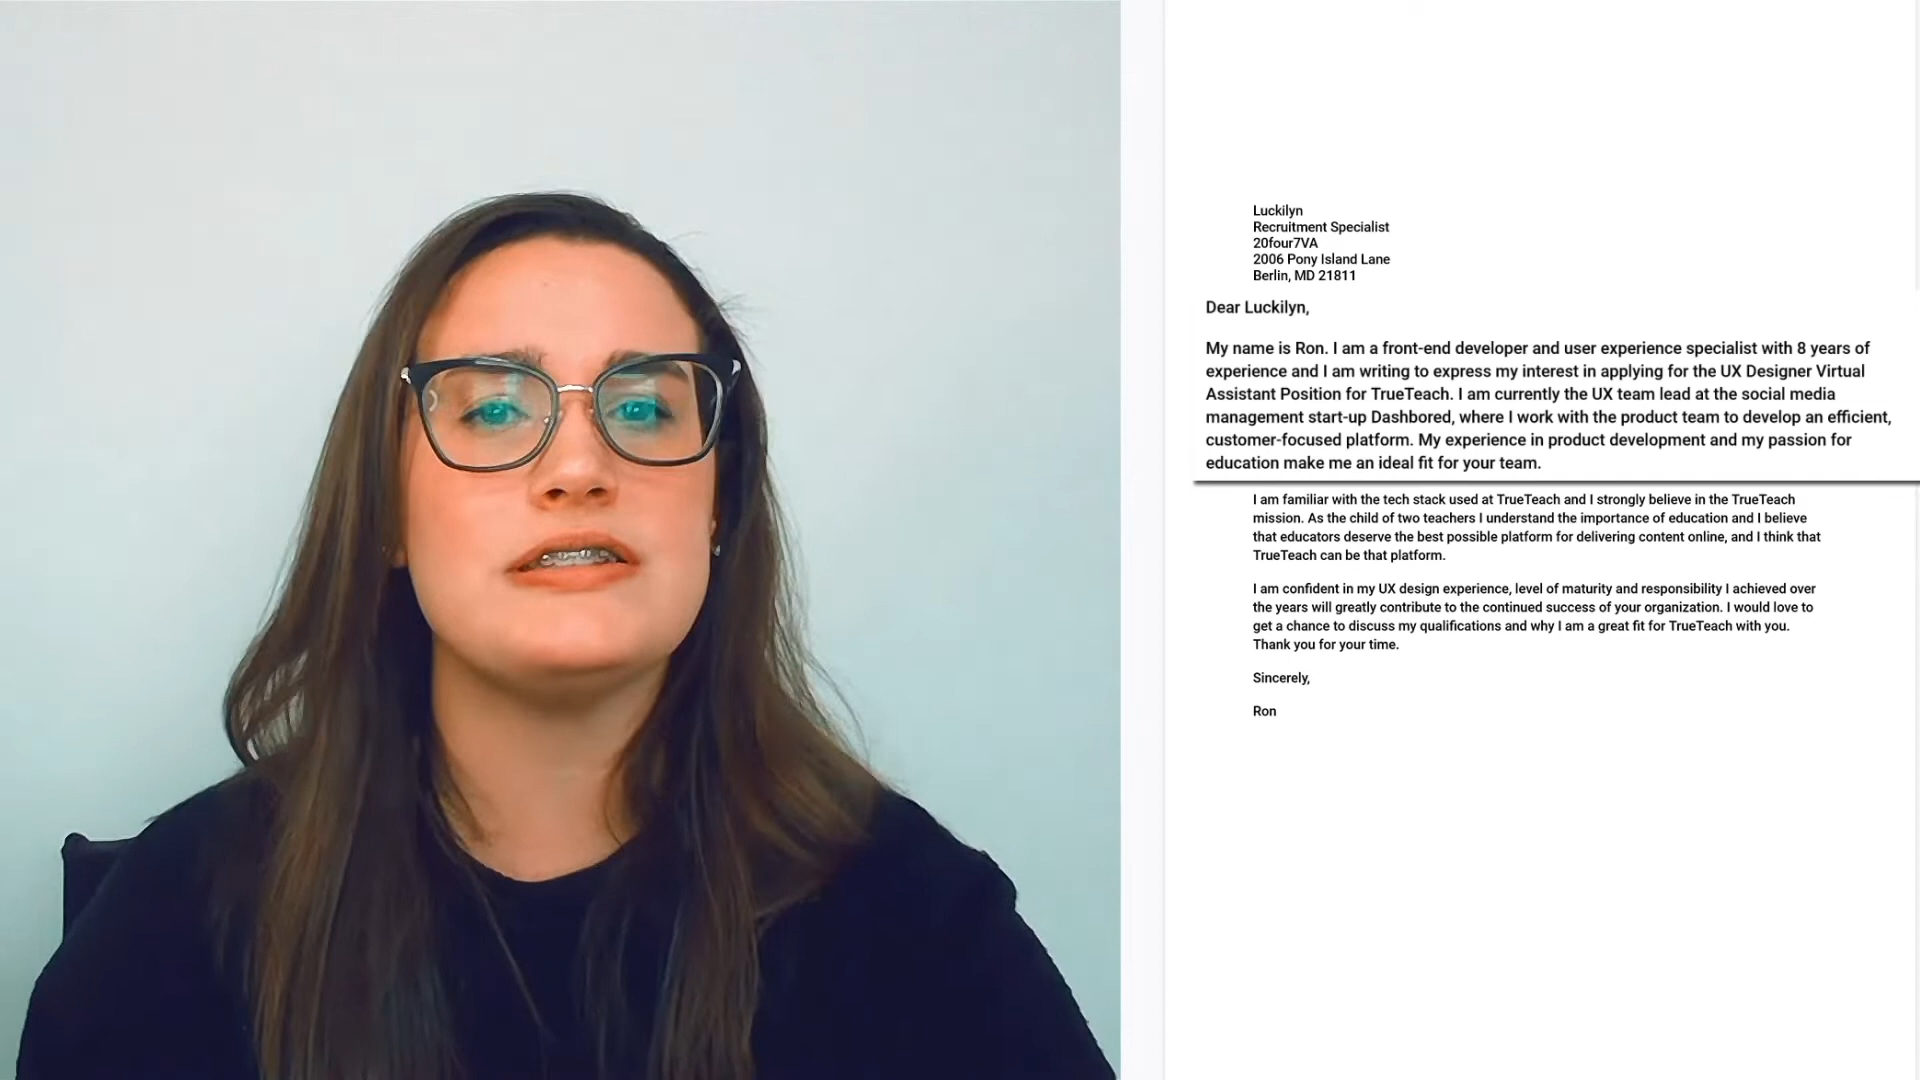 Luckilyn
Recruitment Specialist
20four7VA
2006 Pony Island Lane
Berlin, MD 21811
Dear Luckilyn,
My name is Ron. I am a front-end developer and user experience specialist with 8 years of
experience and I am writing to express my interest in applying for the UX Designer Virtual
Assistant Position for TrueTeach. I am currently the UX team lead at the social media
management start-up Dashbored, where I work with the product team to develop an efficient,
customer-focused platform. My experience in product development and my passion for
education make me an ideal fit for your team.
I am familiar with the tech stack used at TrueTeach and I strongly believe in the TrueTeach
mission. As the child of two teachers I understand the importance of education and I believe
that educators deserve the best possible platform for delivering content online, and I think that
TrueTeach can be that platform.
I am confident in my UX design experience, level of maturity and responsibility I achieved over
the years will greatly contribute to the continued success of your organization. I would love to
get a chance to discuss my qualifications and why I am a great fit for TrueTeach with you.
Thank you for your time.
Sincerely,
Ron